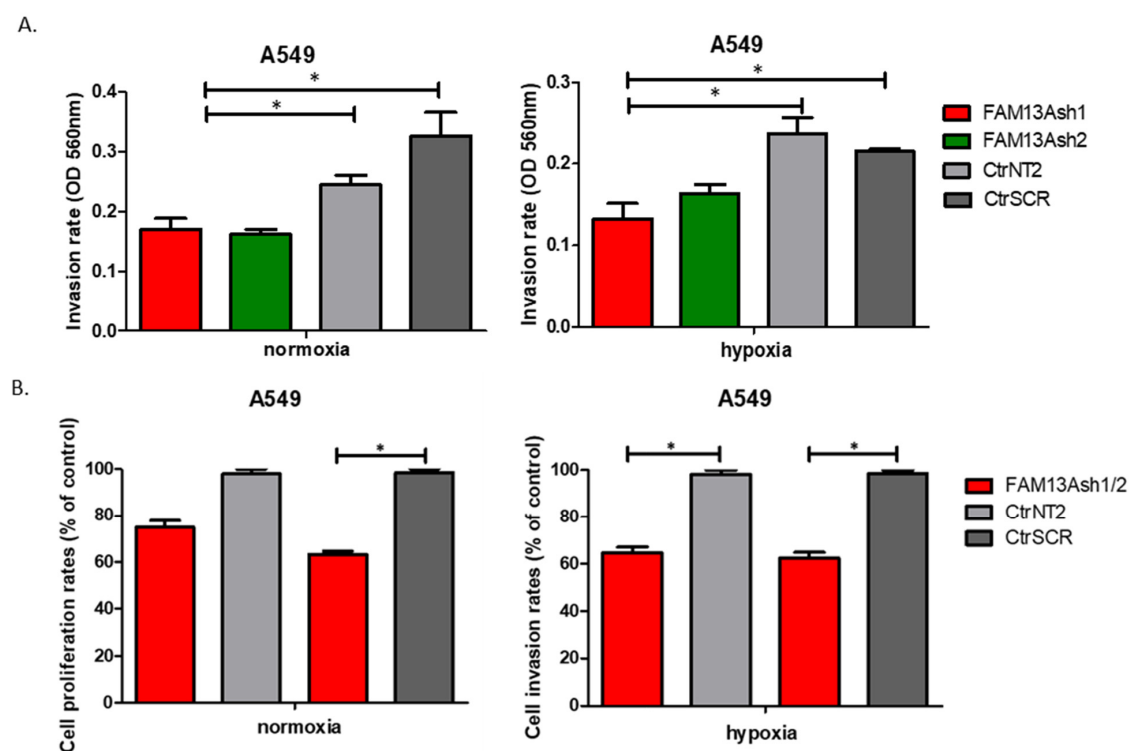 A.
A549
Invasion rate (OD 560nm)
0.4
0.3
0.2
0.1
0.0
*
*
normoxia
A549
Invasion rate (OD 560nm)
0.3
0.2
0.1
0.0
*
*
hypoxia
FAM13Ash1
FAM13Ash2
CtrNT2
CtrSCR
B.
A549
Cell proliferation rates (% of control)
100
80
60
40
20
0
*
normoxia
A549
Cell invasion rates (% of control)
100
80
60
40
20
0
*
*
hypoxia
FAM13Ash1/2
CtrNT2
CtrSCR